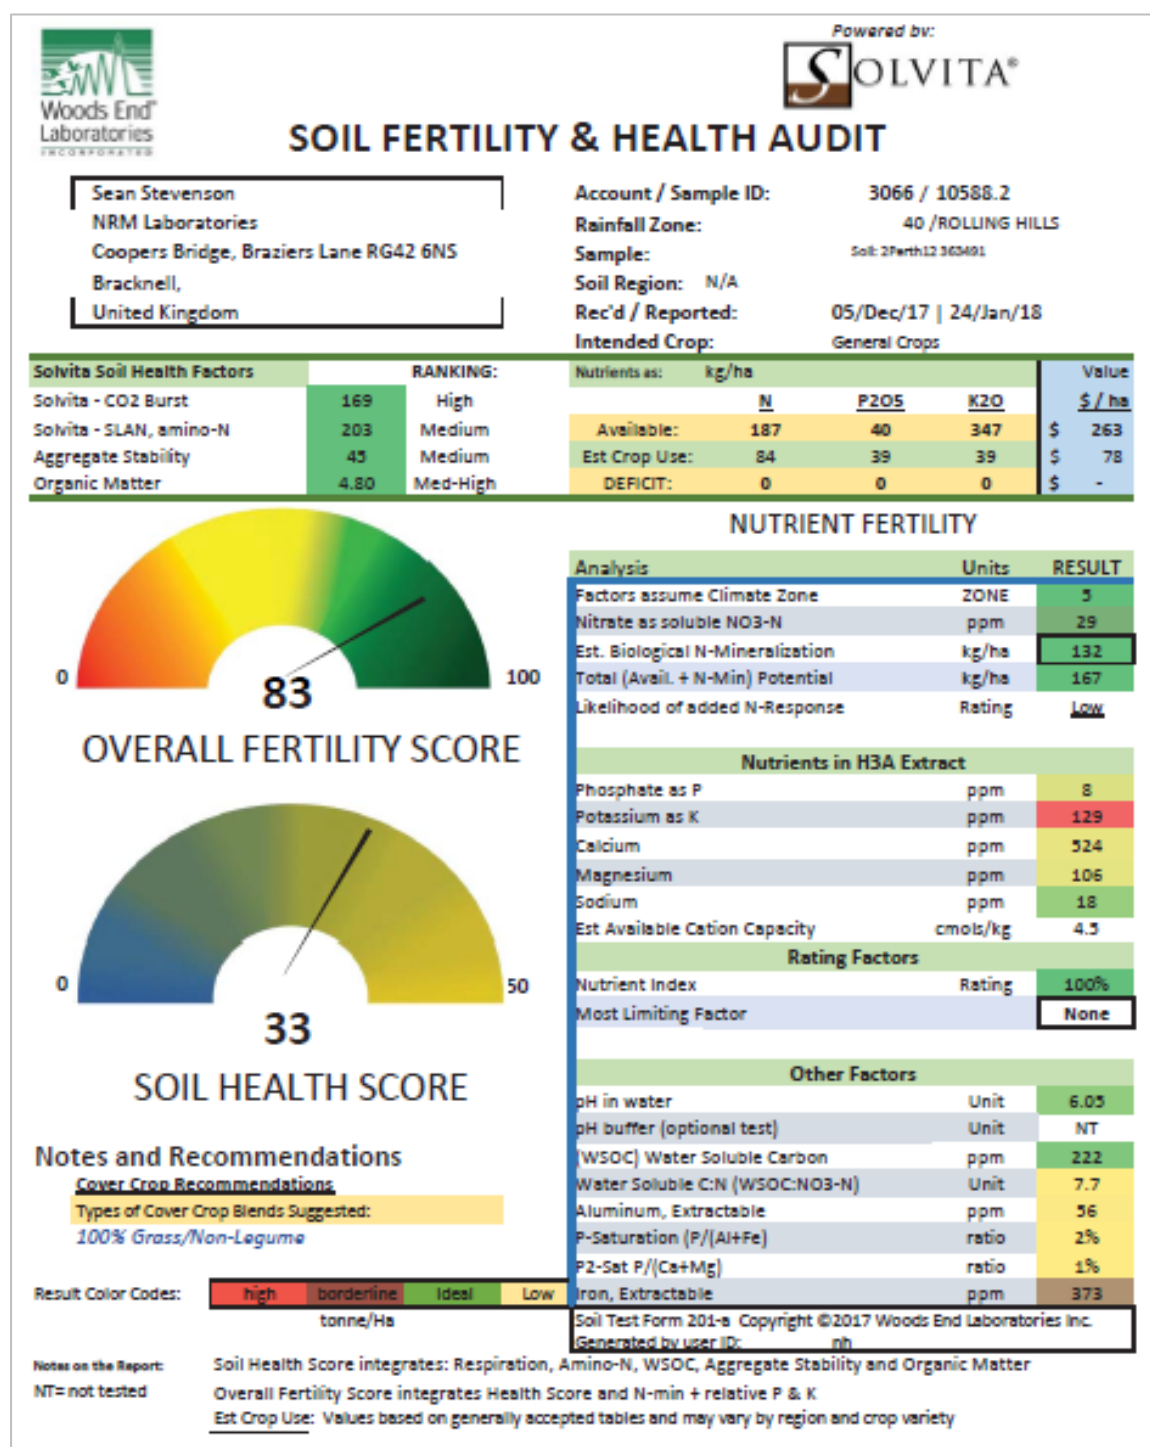 Powered by:
Woods End®
Laboratories
INCORPORATED
SOLVITA®
SOIL FERTILITY & HEALTH AUDIT
Sean Stevenson
NRM Laboratories
Coopers Bridge, Braziers Lane RG42 6NS
Bracknell,
United Kingdom
Account / Sample ID: 3066 / 10588.2
Rainfall Zone: 40 /ROLLING HILLS
Sample: Soil: 2Perth12 363491
Soil Region: N/A
Rec'd / Reported: 05/Dec/17 | 24/Jan/18
Intended Crop: General Crops
Solvita Soil Health Factors RANKING:
Solvita - CO2 Burst 169 High
Solvita - SLAN, amino-N 203 Medium
Aggregate Stability 45 Medium
Organic Matter 4.80 Med-High
Nutrients as: kg/ha Value
N P2O5 K2O $ / ha
Available: 187 40 347 $ 263
Est Crop Use: 84 39 39 $ 78
DEFICIT: 0 0 0 $ -
0 83 100
OVERALL FERTILITY SCORE
0 50
33
SOIL HEALTH SCORE
Notes and Recommendations
Cover Crop Recommendations
Types of Cover Crop Blends Suggested:
100% Grass/Non-Legume
NUTRIENT FERTILITY
Analysis Units RESULT
Factors assume Climate Zone ZONE 5
Nitrate as soluble NO3-N ppm 29
Est. Biological N-Mineralization kg/ha 132
Total (Avail. + N-Min) Potential kg/ha 167
Likelihood of added N-Response Rating Low
Nutrients in H3A Extract
Phosphate as P ppm 8
Potassium as K ppm 129
Calcium ppm 524
Magnesium ppm 106
Sodium ppm 18
Est Available Cation Capacity cmols/kg 4.5
Rating Factors
Nutrient Index Rating 100%
Most Limiting Factor None
Other Factors
pH in water Unit 6.05
pH buffer (optional test) Unit NT
(WSOC) Water Soluble Carbon ppm 222
Water Soluble C:N (WSOC:NO3-N) Unit 7.7
Aluminum, Extractable ppm 56
P-Saturation (P/(Al+Fe) ratio 2%
P2-Sat P/(Ca+Mg) ratio 1%
Iron, Extractable ppm 373
Result Color Codes: high borderline Ideal Low
tonne/Ha
Soil Test Form 201-a Copyright ©2017 Woods End Laboratories Inc.
Generated by user ID: nh
Notes on the Report: Soil Health Score integrates: Respiration, Amino-N, WSOC, Aggregate Stability and Organic Matter
NT= not tested Overall Fertility Score integrates Health Score and N-min + relative P & K
Est Crop Use: Values based on generally accepted tables and may vary by region and crop variety